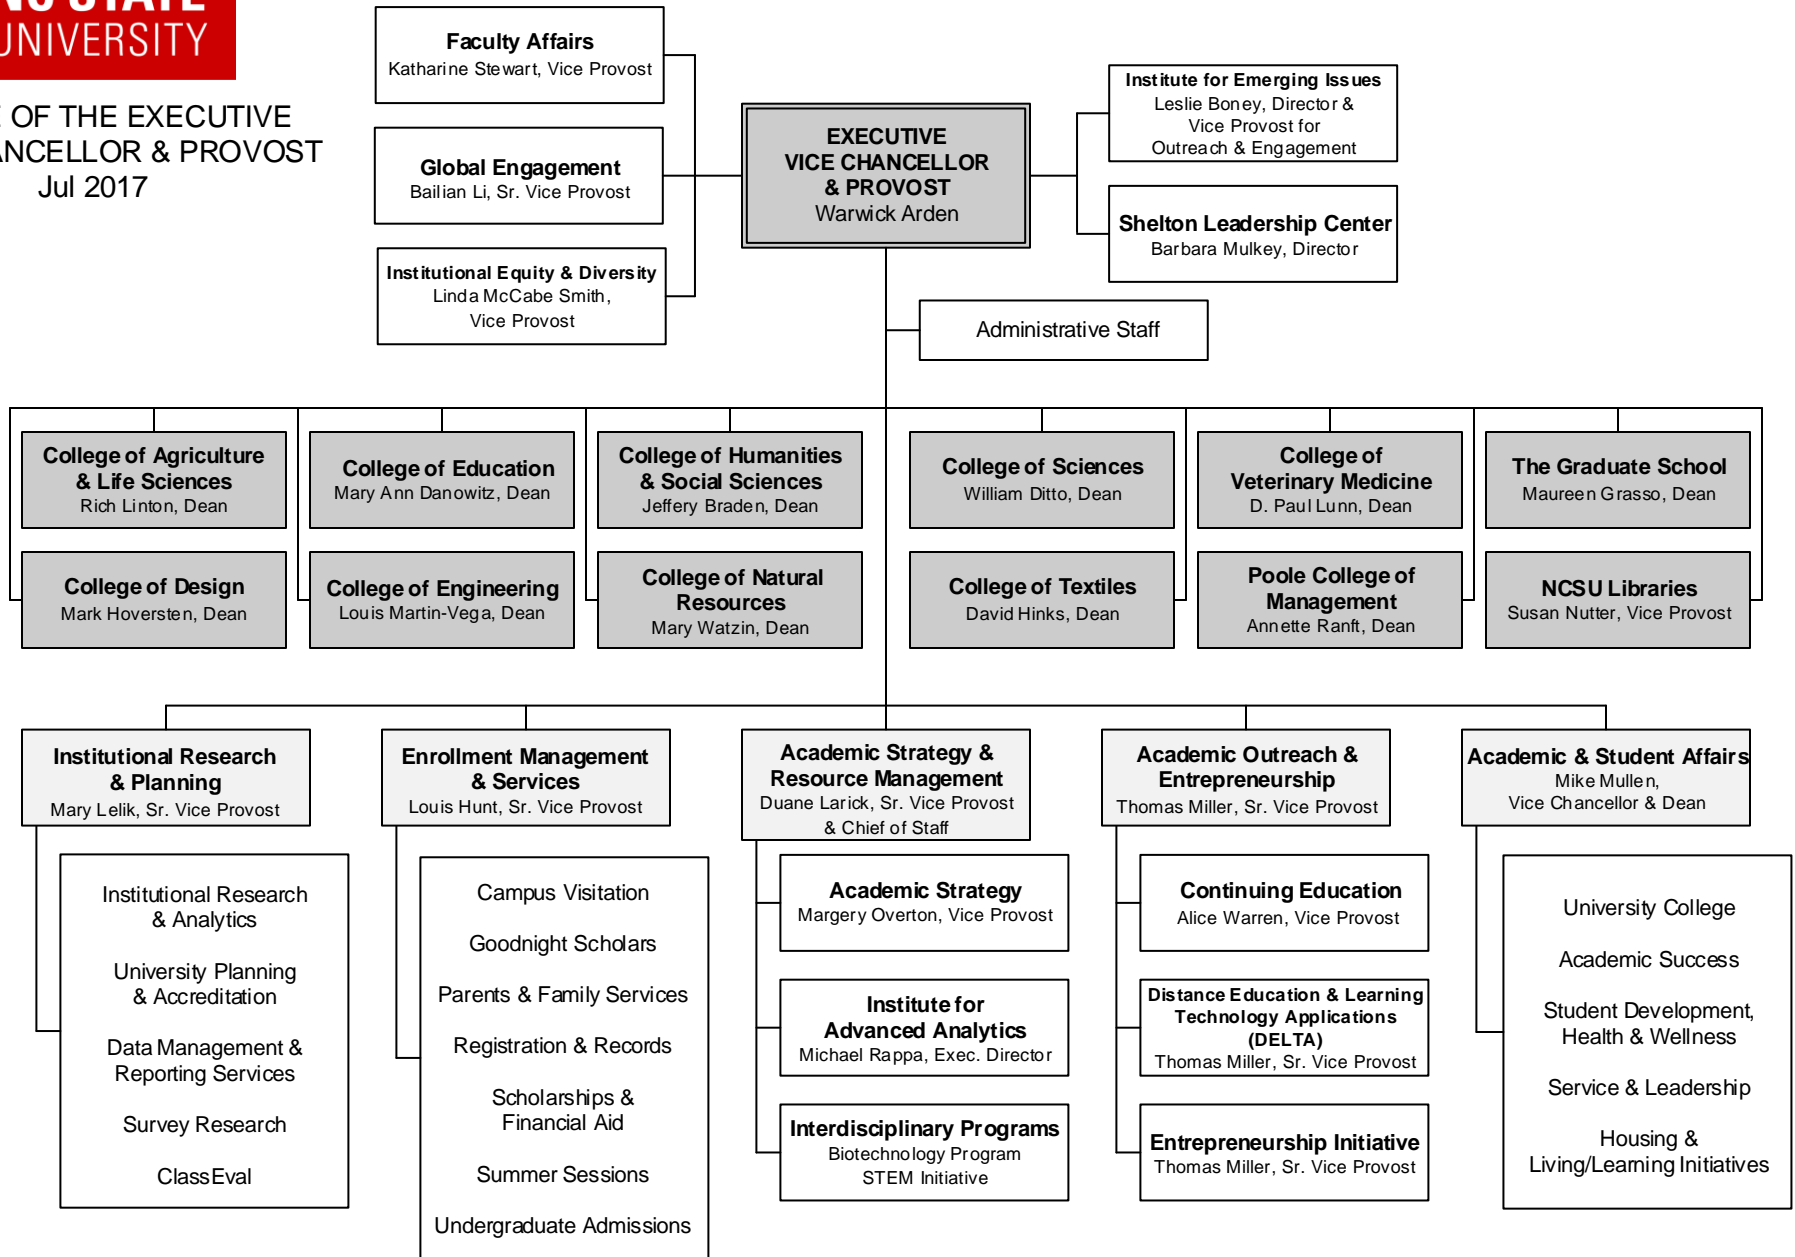 UNIVERSITY
OF THE EXECUTIVE
& PROVOST
Jul 2017
Faculty Affairs
Katharine Stewart, Vice Provost
Global Engagement
Bailian Li, Sr. Vice Provost
Institutional Equity & Diversity
Linda McCabe Smith,
Vice Provost
EXECUTIVE
VICE CHANCELLOR
& PROVOST
Warwick Arden
Institute for Emerging Issues
Leslie Boney, Director &
Vice Provost for
Outreach & Engagement
Shelton Leadership Center
Barbara Mulkey, Director
Administrative Staff
College of Agriculture
& Life Sciences
Rich Linton, Dean
College of Education
Mary Ann Danowitz, Dean
College of Humanities
& Social Sciences
Jeffery Braden, Dean
College of Sciences
William Ditto, Dean
College of
Veterinary Medicine
D. Paul Lunn, Dean
The Graduate School
Maureen Grasso, Dean
College of Design
Mark Hoversten, Dean
College of Engineering
Louis Martin-Vega, Dean
College of Natural
Resources
Mary Watzin, Dean
College of Textiles
David Hinks, Dean
Poole College of
Management
Annette Ranft, Dean
NCSU Libraries
Susan Nutter, Vice Provost
Institutional Research
& Planning
Mary Lelik, Sr. Vice Provost
Institutional Research
& Analytics
University Planning
& Accreditation
Data Management &
Reporting Services
Survey Research
ClassEval
Enrollment Management
& Services
Louis Hunt, Sr. Vice Provost
Campus Visitation
Goodnight Scholars
Parents & Family Services
Registration & Records
Scholarships &
Financial Aid
Summer Sessions
Undergraduate Admissions
Academic Strategy &
Resource Management
Duane Larick, Sr. Vice Provost
& Chief of Staff
Academic Strategy
Margery Overton, Vice Provost
Institute for
Advanced Analytics
Michael Rappa, Exec. Director
Interdisciplinary Programs
Biotechnology Program
STEM Initiative
Academic Outreach &
Entrepreneurship
Thomas Miller, Sr. Vice Provost
Continuing Education
Alice Warren, Vice Provost
Distance Education & Learning
Technology Applications
(DELTA)
Thomas Miller, Sr. Vice Provost
Entrepreneurship Initiative
Thomas Miller, Sr. Vice Provost
Academic & Student Affairs
Mike Mullen,
Vice Chancellor & Dean
University College
Academic Success
Student Development,
Health & Wellness
Service & Leadership
Housing &
Living/Learning Initiatives